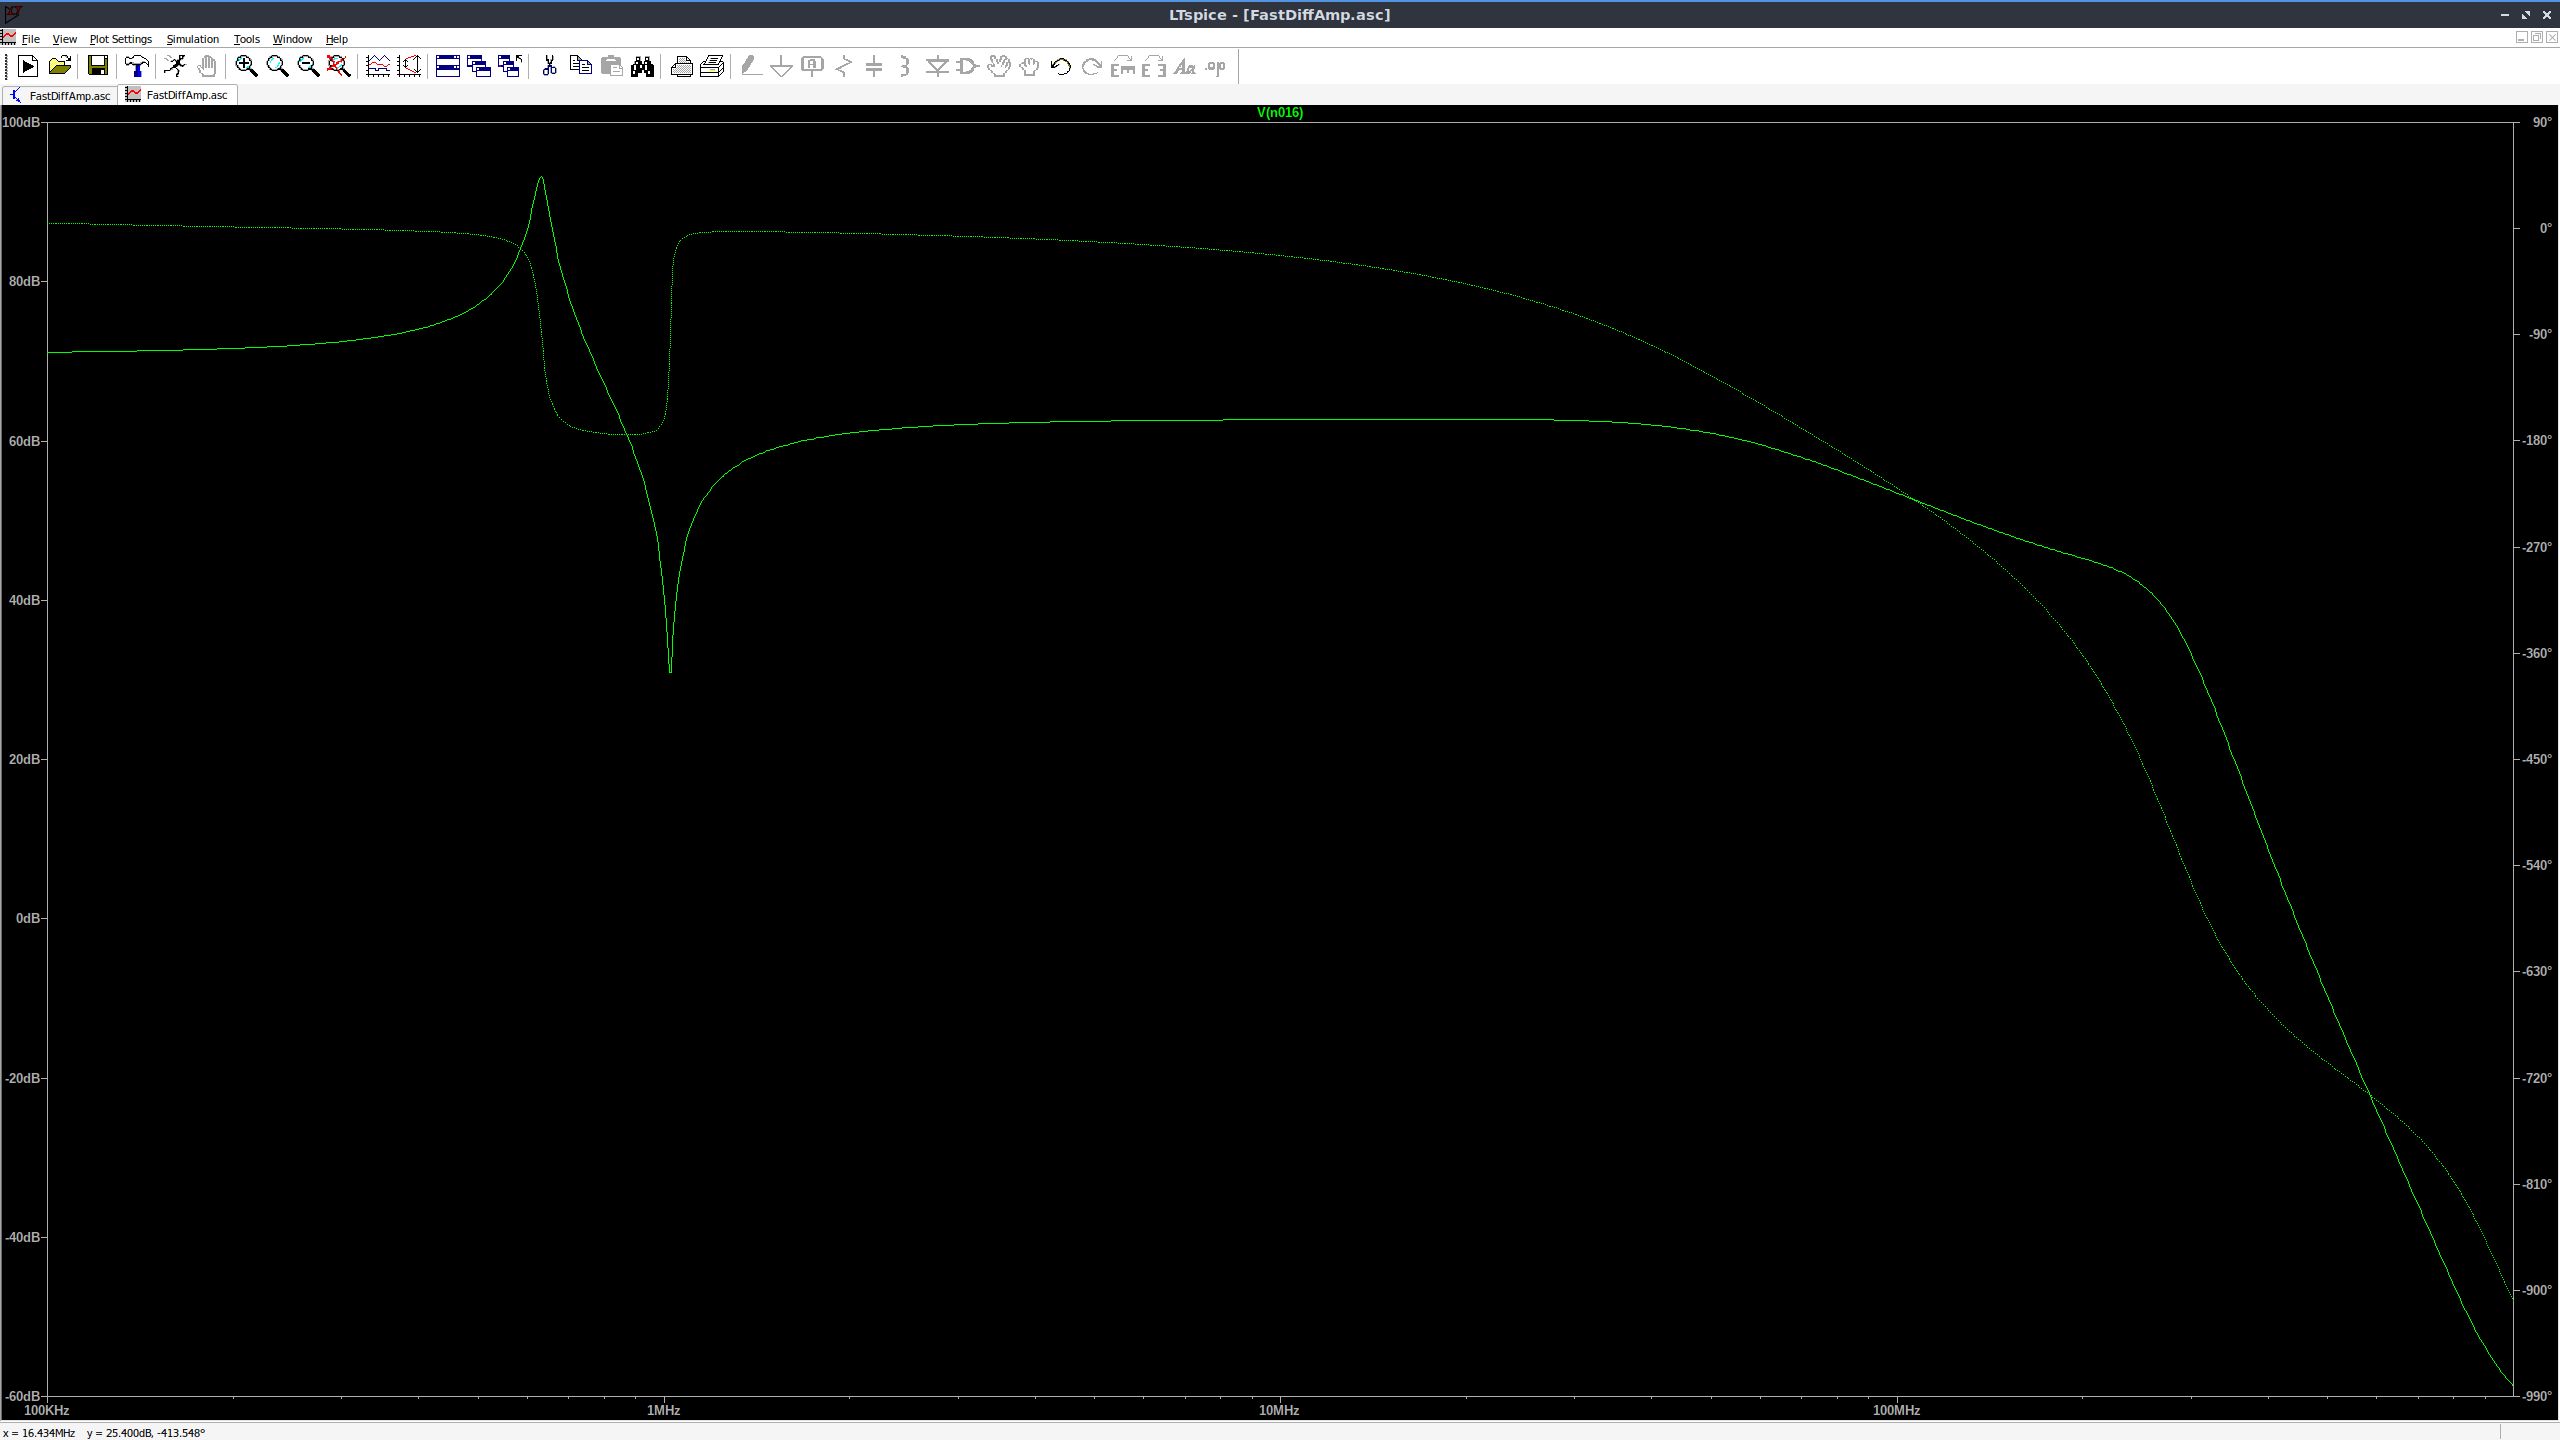 LTspice - [FastDiffAmp.asc]
File View Plot Settings Simulation Tools Window Help
FastDiffAmp.asc FastDiffAmp.asc
V(n016)
100dB 90°
0°
80dB
-90°
60dB -180°
-270°
40dB
-360°
20dB -450°
-540°
0dB
-630°
-20dB -720°
-810°
-40dB
-900°
-60dB -990°
100KHz 1MHz 10MHz 100MHz
x = 16.434MHz y = 25.400dB, -413.548°